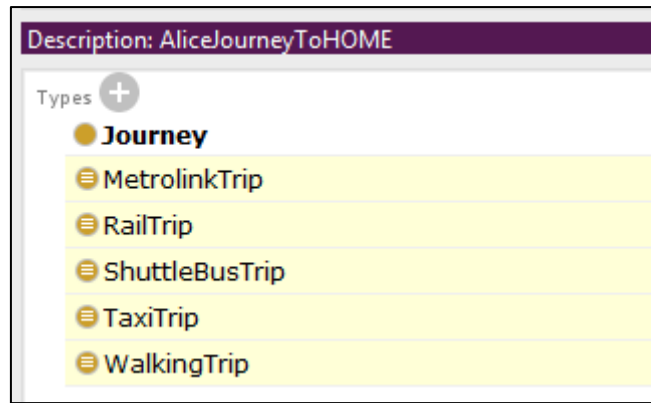 Description: AliceJourneyToHOME
Types
Journey
MetrolinkTrip
RailTrip
ShuttleBusTrip
TaxiTrip
WalkingTrip